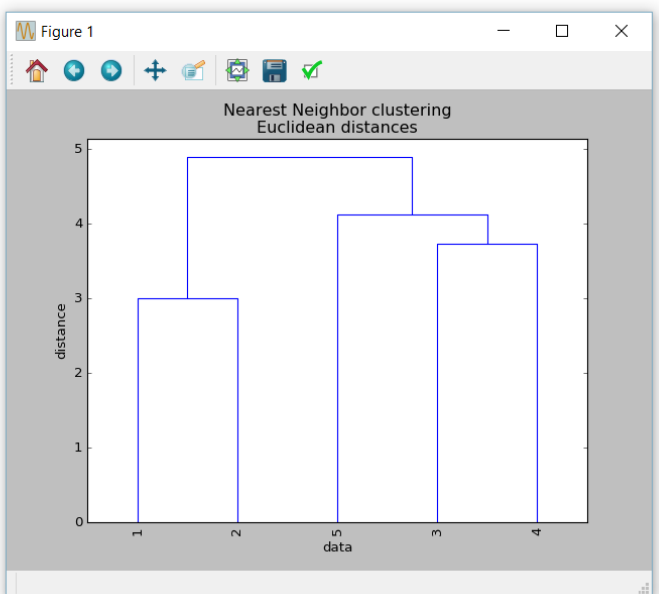 Figure 1
Nearest Neighbor clustering
Euclidean distances
5
4
3
2
1
0
distance
1 2 5 3 4
data